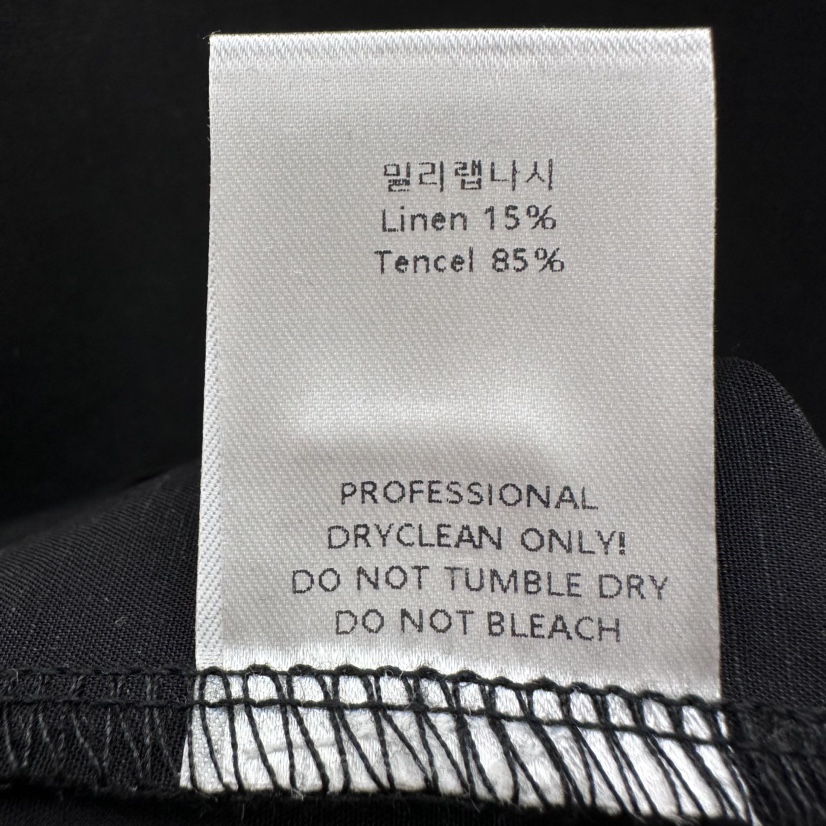 밀리랩나시
Linen 15%
Tencel 85%
PROFESSIONAL
DRYCLEAN ONLY!
DO NOT TUMBLE DRY
DO NOT BLEACH